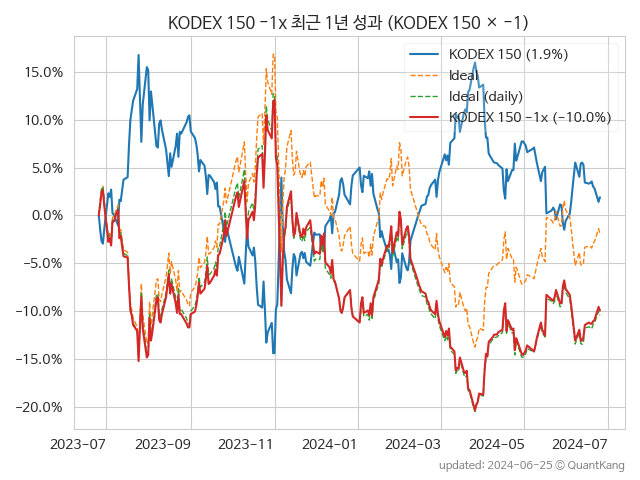 KODEX 150 -1x 최근 1년 성과 (KODEX 150 × -1)
KODEX 150 (1.9%)
Ideal
Ideal (daily)
KODEX 150 -1x (-10.0%)
15.0%
10.0%
5.0%
0.0%
-5.0%
-10.0%
-15.0%
-20.0%
2023-07
2023-09
2023-11
2024-01
2024-03
2024-05
2024-07
updated: 2024-06-25 ⓒ QuantKang